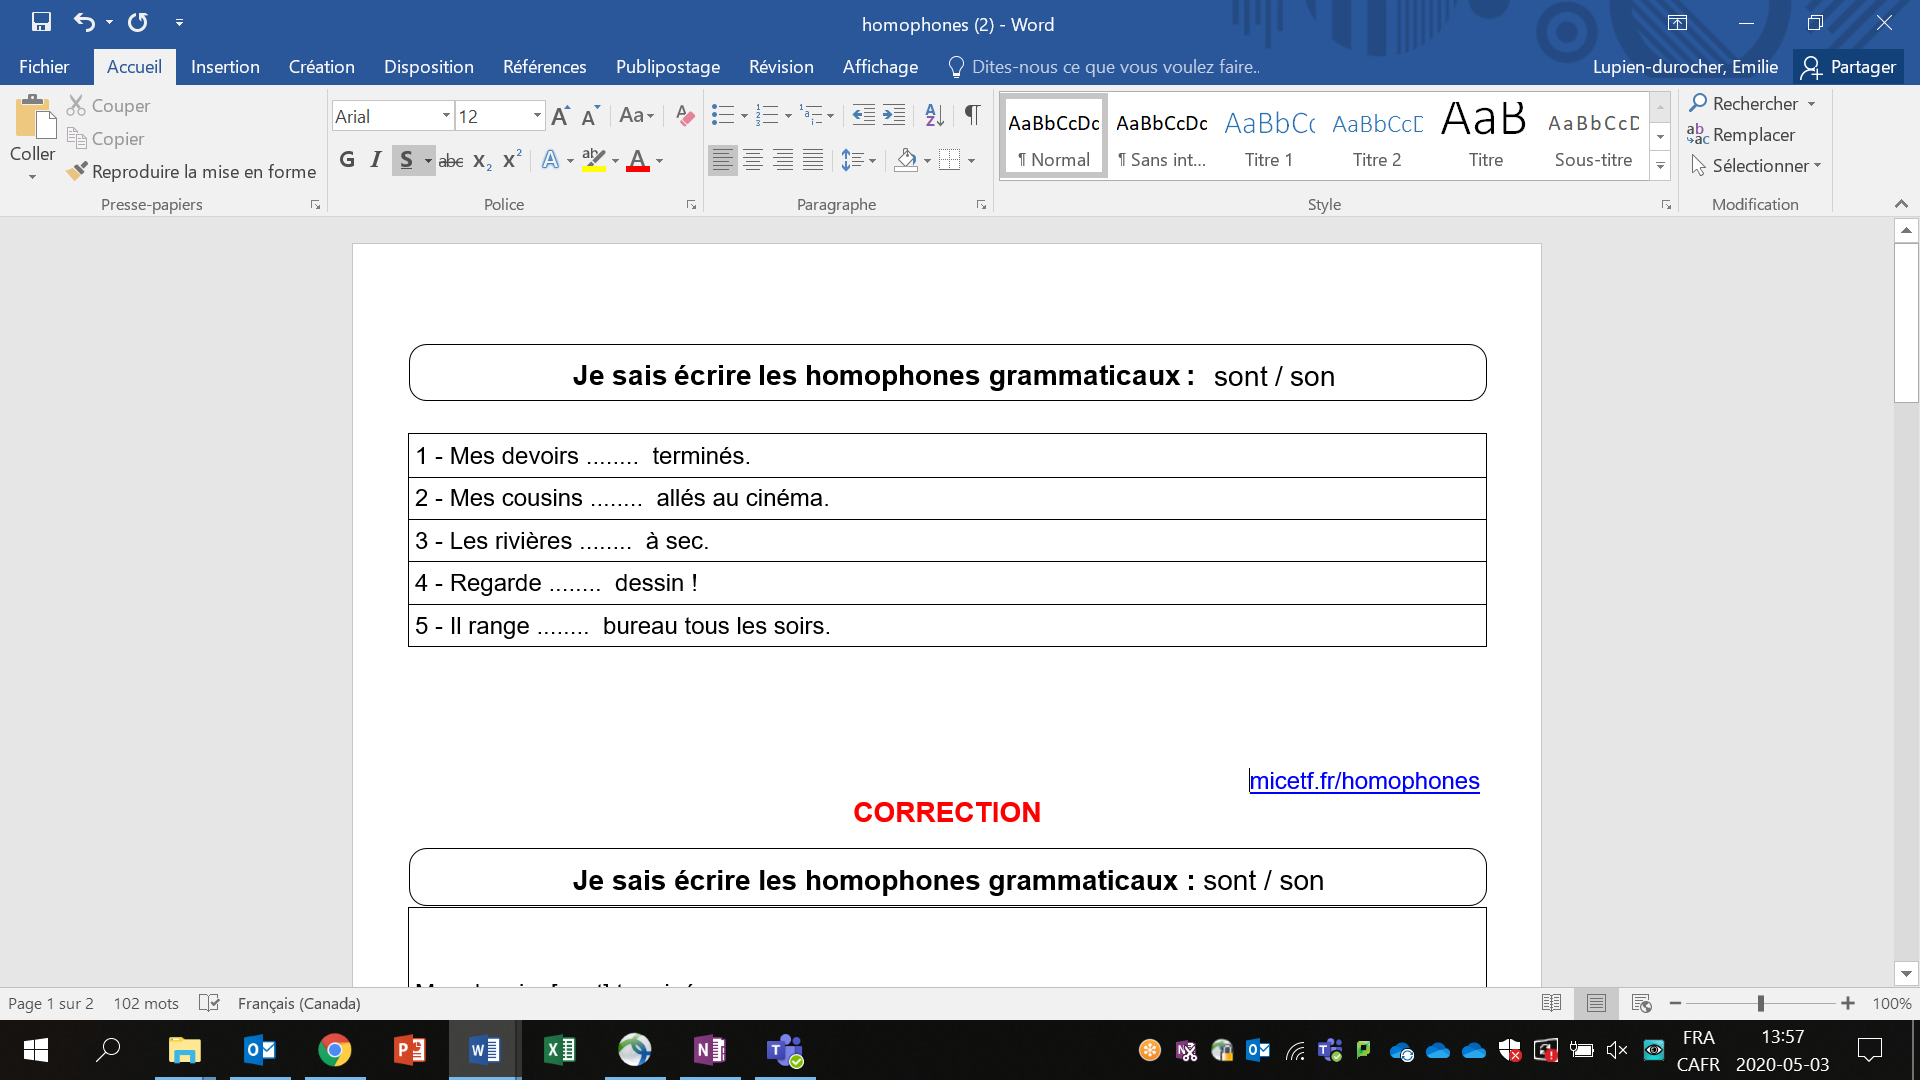 homophones (2) - Word
Fichier Accueil Insertion Création Disposition Références Publipostage Révision Affichage Dites-nous ce que vous voulez faire.. Lupien-durocher, Emilie Partager
Coller
Couper
Copier
Reproduire la mise en forme
Presse-papiers
Arial 12
G I S abc X₂ X²
Police
Paragraphe
AaBbCcDc AaBbCcDc AaBbCc AaBbCcD AaB AaBbCcD
¶ Normal ¶ Sans int... Titre 1 Titre 2 Titre Sous-titre
Style
Rechercher
Remplacer
Sélectionner
Modification
Je sais écrire les homophones grammaticaux : sont / son
1 - Mes devoirs ........ terminés.
2 - Mes cousins ........ allés au cinéma.
3 - Les rivières ........ à sec.
4 - Regarde ........ dessin !
5 - Il range ........ bureau tous les soirs.
micetf.fr/homophones
CORRECTION
Je sais écrire les homophones grammaticaux : sont / son
Page 1 sur 2 102 mots Français (Canada) 100%
FRA
CAFR
13:57
2020-05-03